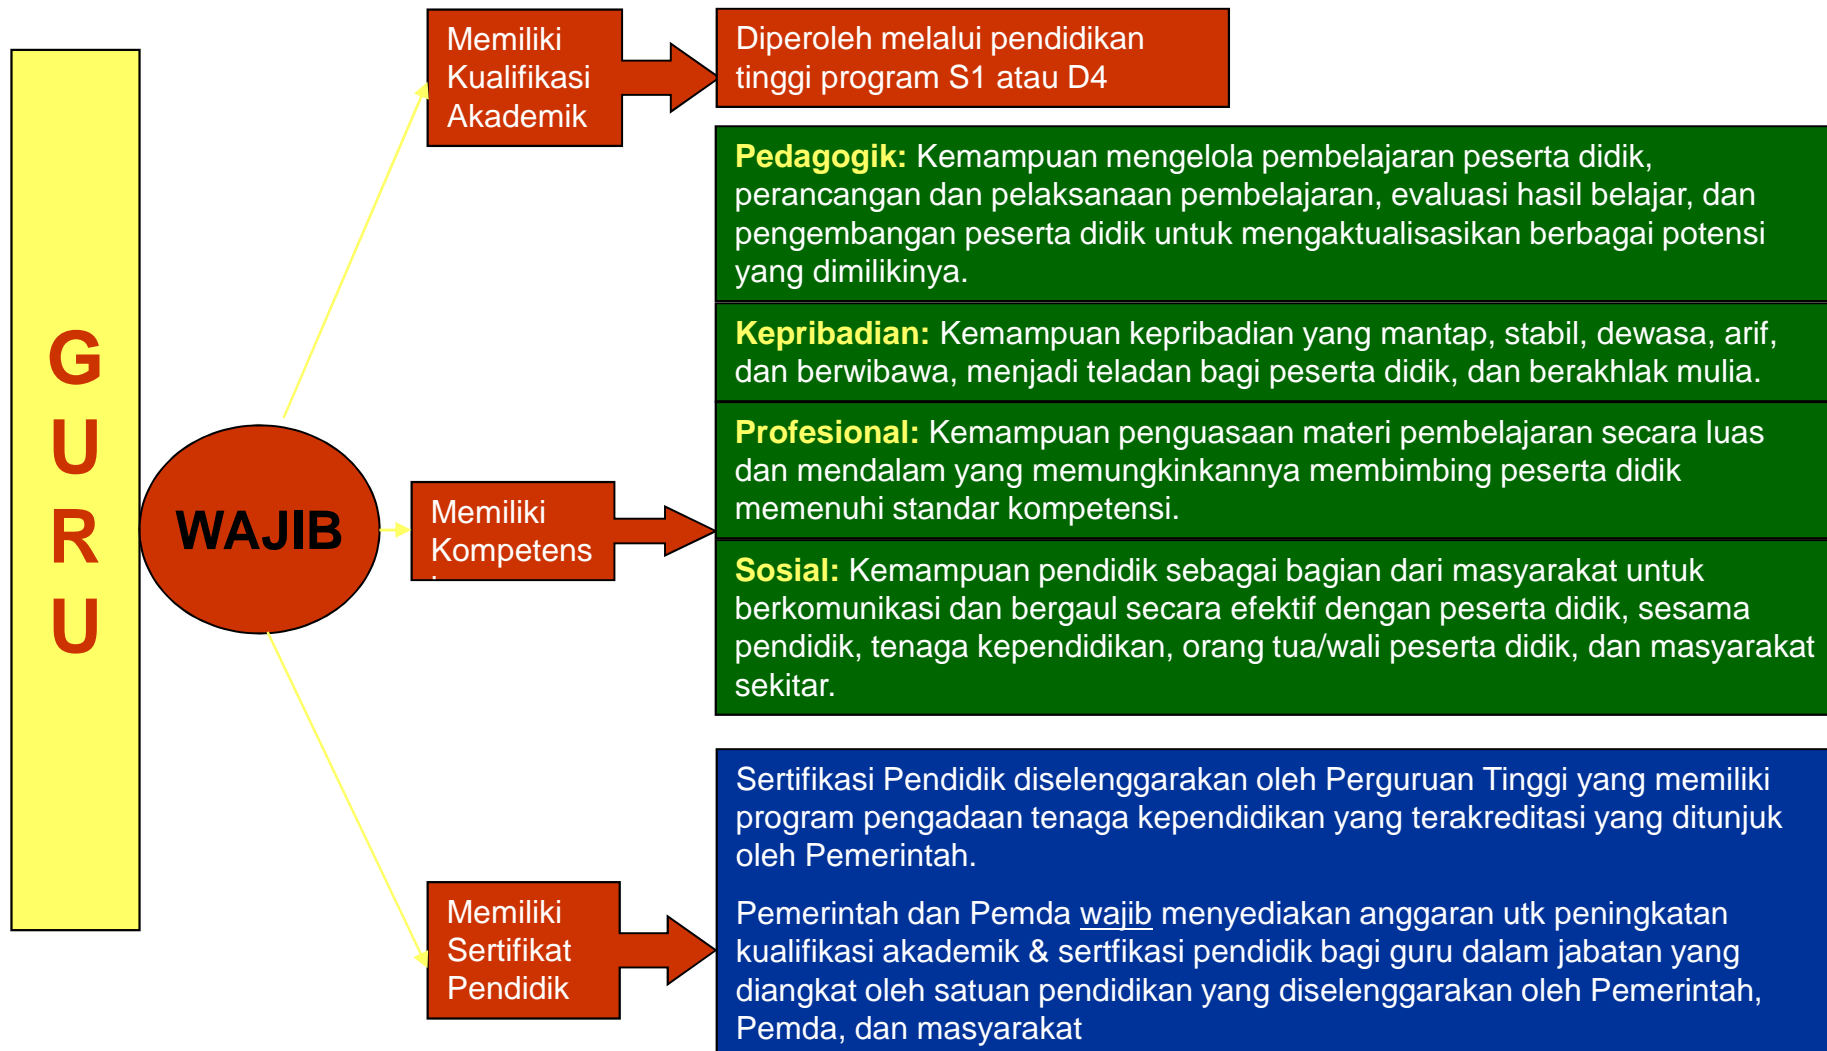 G
U
R
U
WAJIB
Memiliki
Kualifikasi
Akademik
Diperoleh melalui pendidikan
tinggi program S1 atau D4
Memiliki
Kompetens
Pedagogik: Kemampuan mengelola pembelajaran peserta didik,
perancangan dan pelaksanaan pembelajaran, evaluasi hasil belajar, dan
pengembangan peserta didik untuk mengaktualisasikan berbagai potensi
yang dimilikinya.
Kepribadian: Kemampuan kepribadian yang mantap, stabil, dewasa, arif,
dan berwibawa, menjadi teladan bagi peserta didik, dan berakhlak mulia.
Profesional: Kemampuan penguasaan materi pembelajaran secara luas
dan mendalam yang memungkinkannya membimbing peserta didik
memenuhi standar kompetensi.
Sosial: Kemampuan pendidik sebagai bagian dari masyarakat untuk
berkomunikasi dan bergaul secara efektif dengan peserta didik, sesama
pendidik, tenaga kependidikan, orang tua/wali peserta didik, dan masyarakat
sekitar.
Memiliki
Sertifikat
Pendidik
Sertifikasi Pendidik diselenggarakan oleh Perguruan Tinggi yang memiliki
program pengadaan tenaga kependidikan yang terakreditasi yang ditunjuk
oleh Pemerintah.
Pemerintah dan Pemda wajib menyediakan anggaran utk peningkatan
kualifikasi akademik & sertfikasi pendidik bagi guru dalam jabatan yang
diangkat oleh satuan pendidikan yang diselenggarakan oleh Pemerintah,
Pemda, dan masyarakat